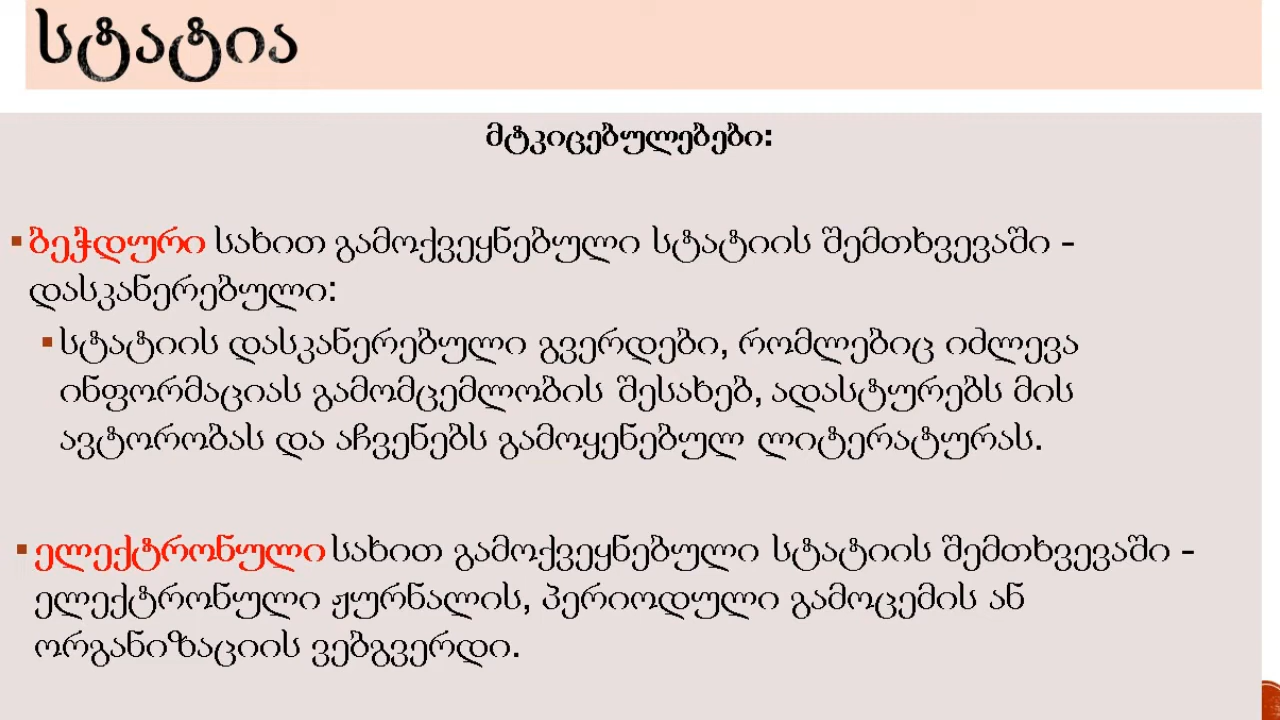 სტატია
მტკიცებულებები:
ბეჭდური სახით გამოქვეყნებული სტატიის შემთხვევაში -
დასკანერებული:
სტატიის დასკანერებული გვერდები, რომლებიც იძლევა
ინფორმაციას გამომცემლობის შესახებ, ადასტურებს მის
ავტორობას და აჩვენებს გამოყენებულ ლიტერატურას.
ელექტრონული სახით გამოქვეყნებული სტატიის შემთხვევაში -
ელექტრონული ჟურნალის, პერიოდული გამოცემის ან
ორგანიზაციის ვებგვერდი.